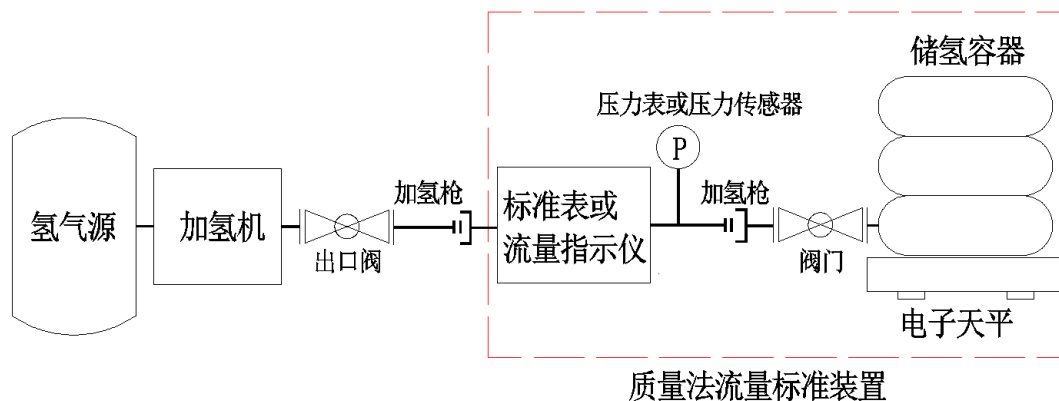 储氢容器
压力表或压力传感器
P
加氢枪
加氢枪
氢气源
加氢机
标准表或
流量指示仪
出口阀
阀门
电子天平
质量法流量标准装置